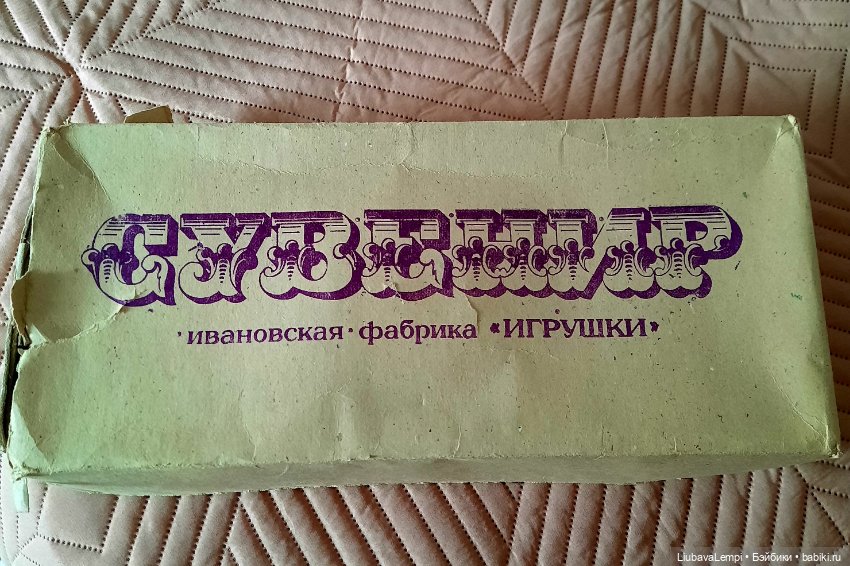 СУВЕНИР
ивановская фабрика «ИГРУШКИ»
LiubavaLempi • Бэйбики • babiki.ru